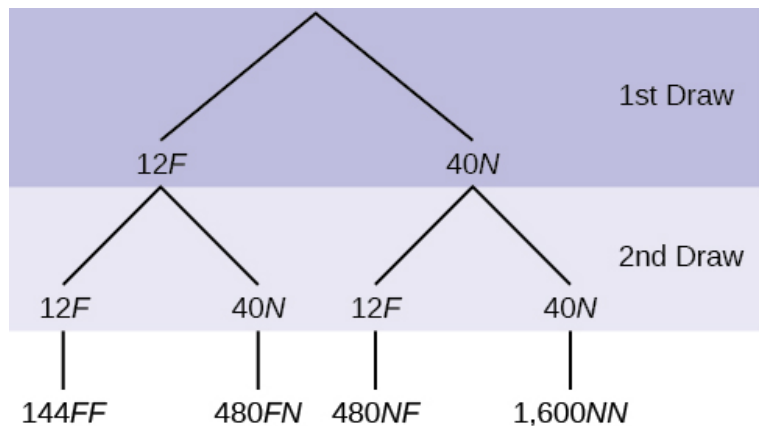 1st Draw
12F 40N
2nd Draw
12F 40N 12F 40N
144FF 480FN 480NF 1,600NN